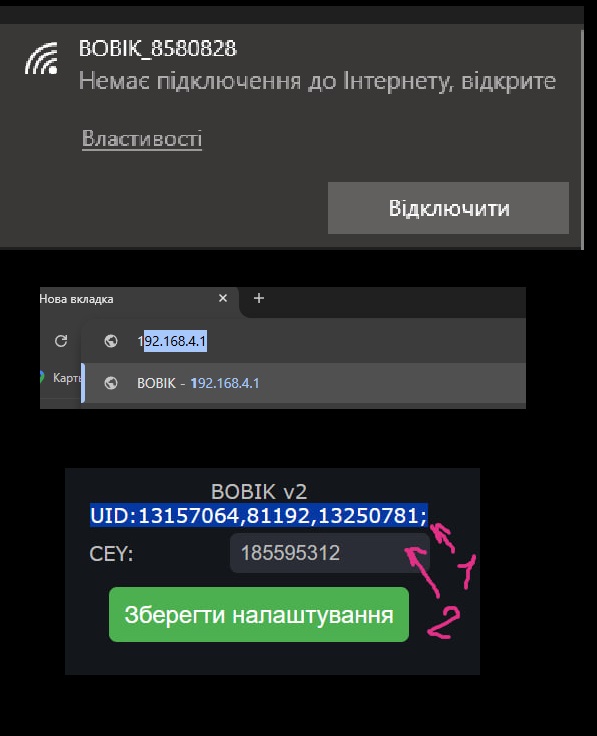 BOBIK_8580828
Немає підключення до Інтернету, відкрите
Властивості
Відключити
Нова вкладка
192.168.4.1
BOBIK - 192.168.4.1
BOBIK v2
UID:13157064,81192,13250781;
CEY:
185595312
1
Зберегти налаштування
2